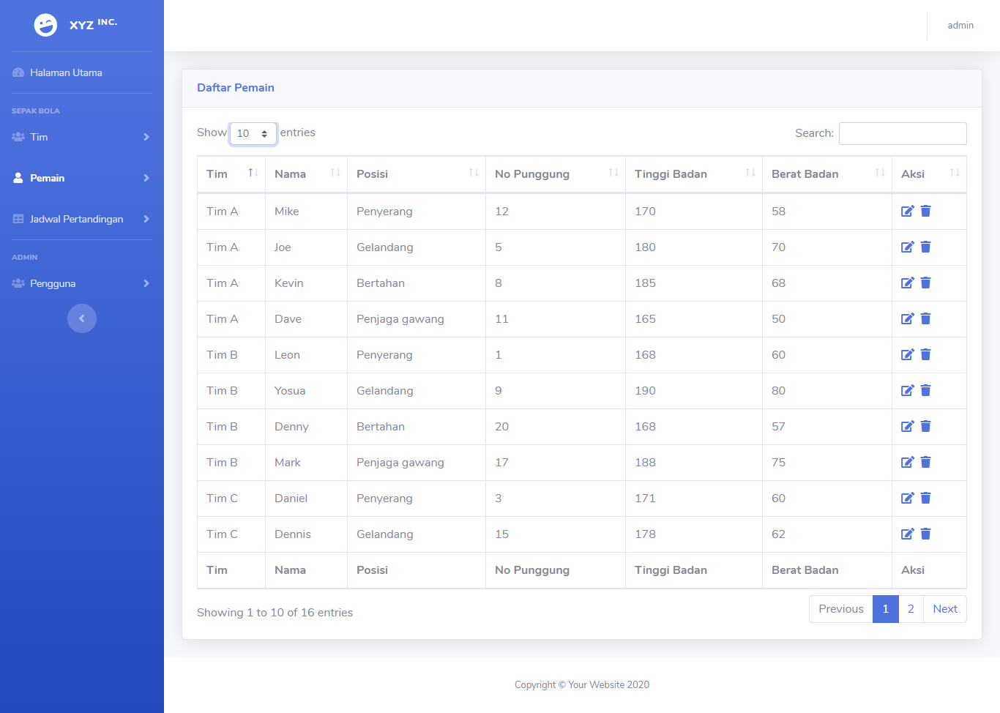 XYZ INC.
admin
Halaman Utama
SEPAK BOLA
Tim
Pemain
Jadwal Pertandingan
ADMIN
Pengguna
Daftar Pemain
Show 10 entries
Search:
Tim Nama Posisi No Punggung Tinggi Badan Berat Badan Aksi
Tim A Mike Penyerang 12 170 58
Tim A Joe Gelandang 5 180 70
Tim A Kevin Bertahan 8 185 68
Tim A Dave Penjaga gawang 11 165 50
Tim B Leon Penyerang 1 168 60
Tim B Yosua Gelandang 9 190 80
Tim B Denny Bertahan 20 168 57
Tim B Mark Penjaga gawang 17 188 75
Tim C Daniel Penyerang 3 171 60
Tim C Dennis Gelandang 15 178 62
Tim Nama Posisi No Punggung Tinggi Badan Berat Badan Aksi
Showing 1 to 10 of 16 entries
Previous 1 2 Next
Copyright © Your Website 2020